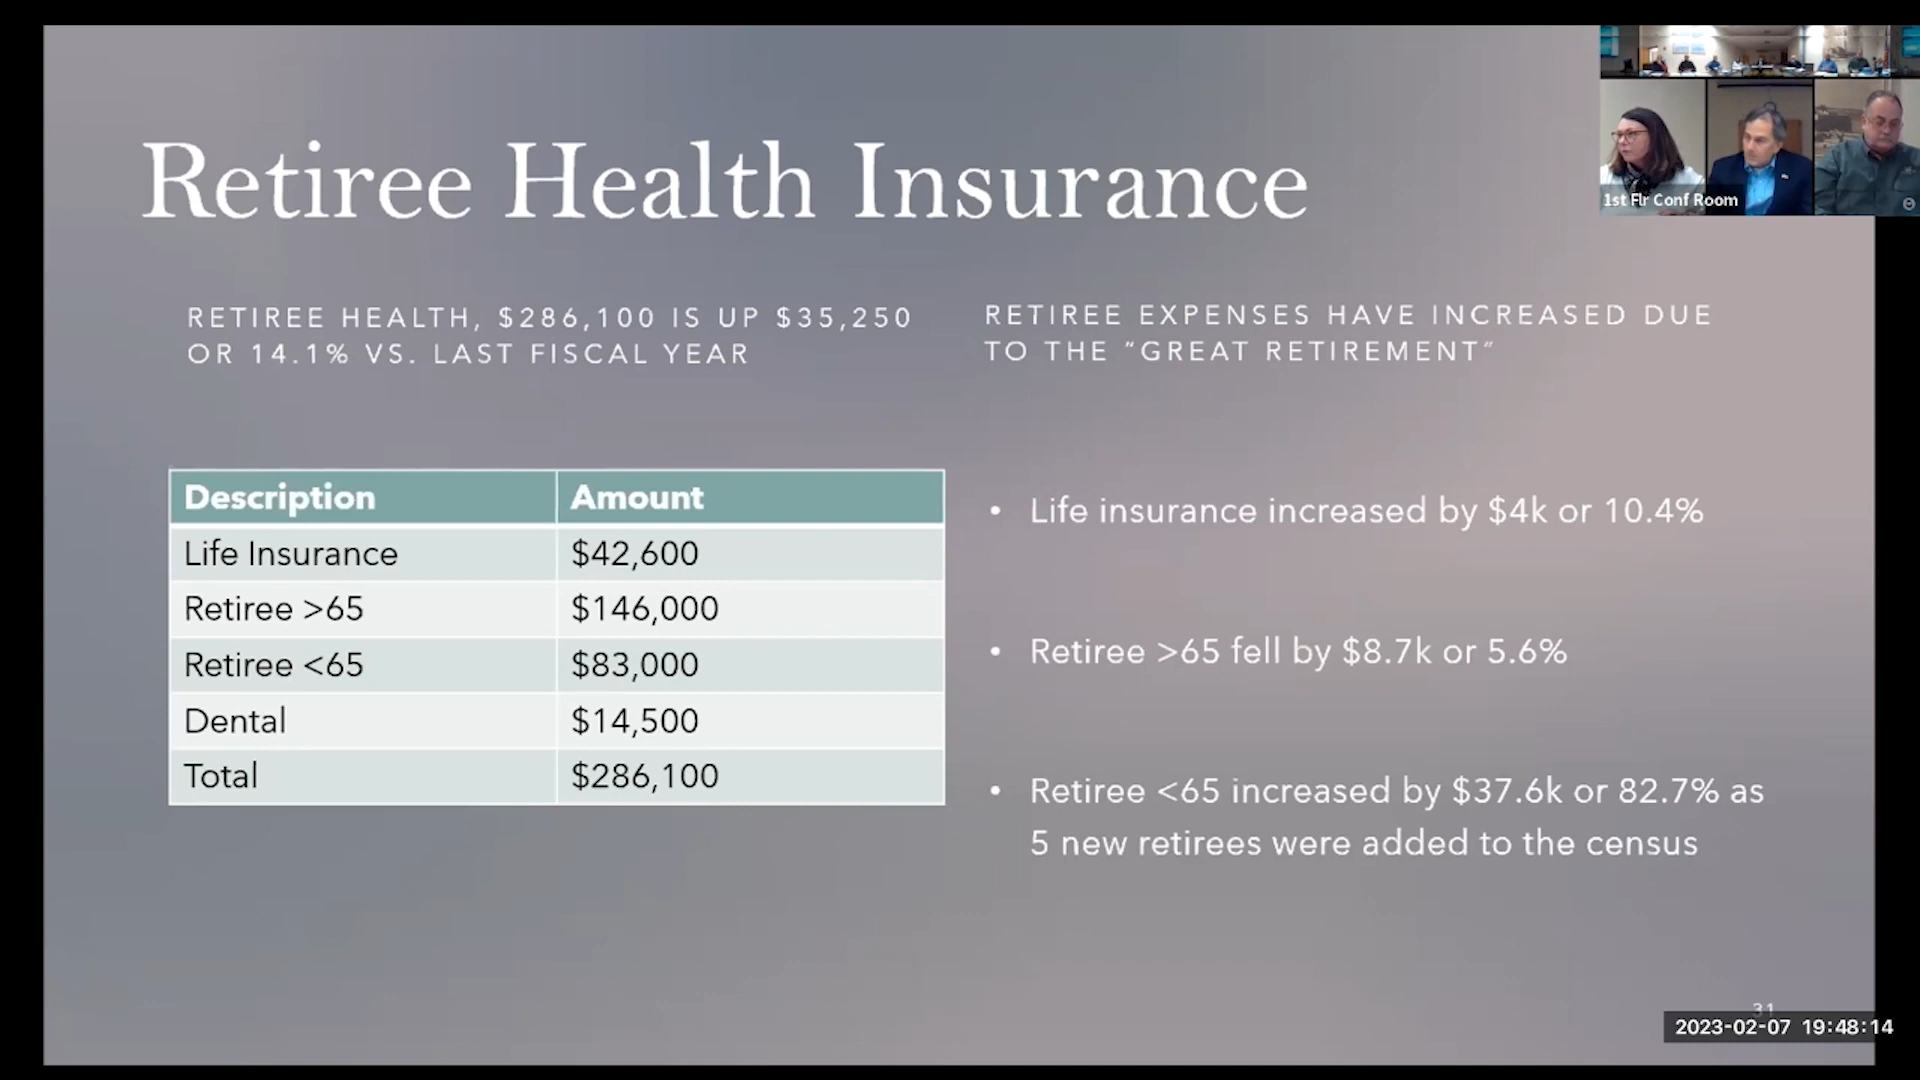 Retiree Health Insurance
1st Flr Conf Room
RETIREE HEALTH, $286,100 IS UP $35,250
OR 14.1% VS. LAST FISCAL YEAR
RETIREE EXPENSES HAVE INCREASED DUE
TO THE “GREAT RETIREMENT”
Description Amount
Life Insurance $42,600
Retiree >65 $146,000
Retiree <65 $83,000
Dental $14,500
Total $286,100
• Life insurance increased by $4k or 10.4%
• Retiree >65 fell by $8.7k or 5.6%
• Retiree <65 increased by $37.6k or 82.7% as
5 new retirees were added to the census
31
2023-02-07 19:48:14